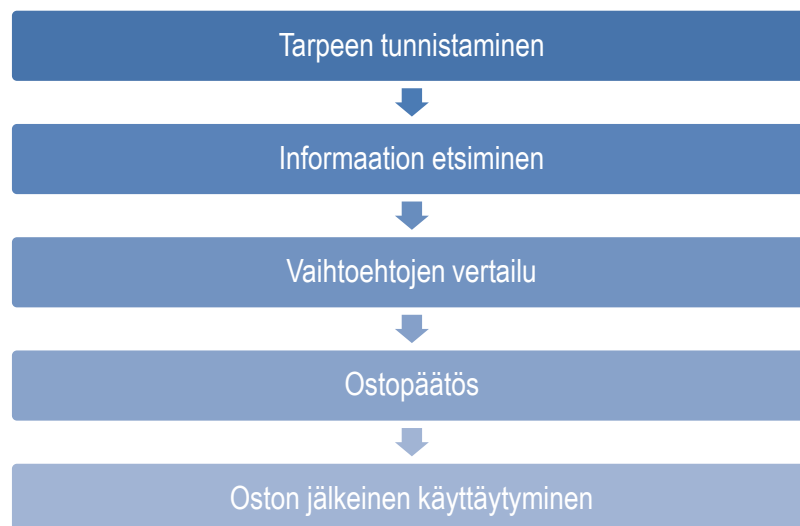 Tarpeen tunnistaminen
Informaation etsiminen
Vaihtoehtojen vertailu
Ostopäätös
Oston jälkeinen käyttäytyminen